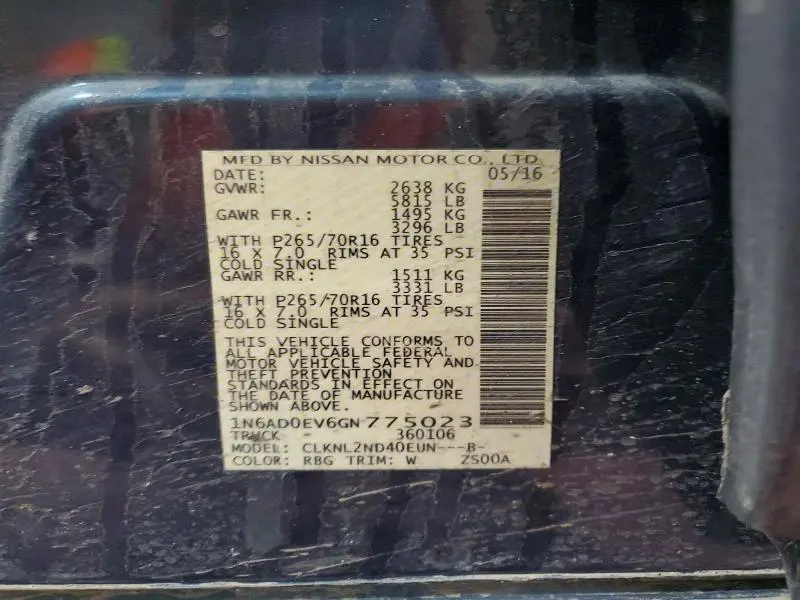 MFD BY NISSAN MOTOR CO., LTD
DATE: 05/16
GVWR: 2638 KG
5815 LB
GAWR FR.: 1495 KG
3296 LB
WITH P265/70R16 TIRES
16 X 7.0 RIMS AT 35 PSI
COLD SINGLE
GAWR RR.: 1511 KG
3331 LB
WITH P265/70R16 TIRES
16 X 7.0 RIMS AT 35 PSI
COLD SINGLE
THIS VEHICLE CONFORMS TO
ALL APPLICABLE FEDERAL
MOTOR VEHICLE SAFETY AND
THEFT PREVENTION
STANDARDS IN EFFECT ON
THE DATE OF MANUFACTURE
SHOWN ABOVE.
1N6AD0EV6GN775023
TRUCK 360106
MODEL: CLKNL2ND40EUN---B-
COLOR: RBG TRIM: W ZS00A